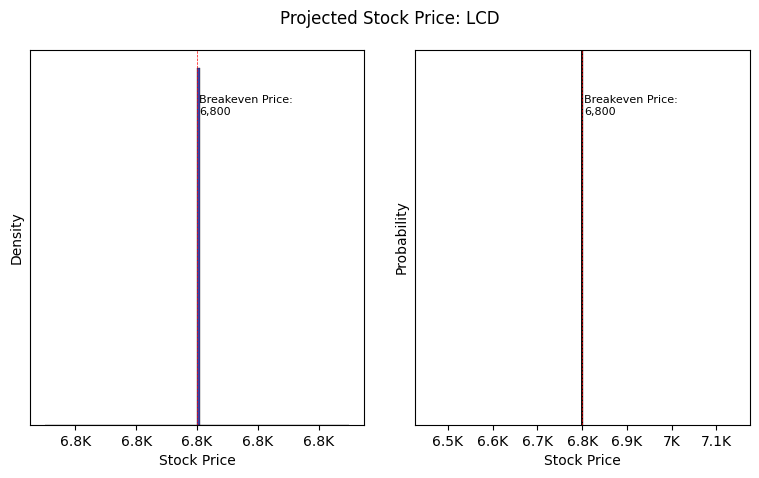 Projected Stock Price: LCD
Density
Breakeven Price:
6,800
6.8K 6.8K 6.8K 6.8K 6.8K
Stock Price
Probability
Breakeven Price:
6,800
6.5K 6.6K 6.7K 6.8K 6.9K 7K 7.1K
Stock Price